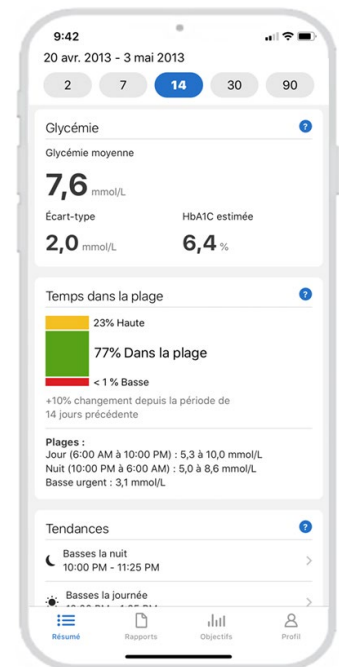 9:42
20 avr. 2013 - 3 mai 2013
2 7 14 30 90
Glycémie
?
Glycémie moyenne
7,6 mmol/L
Écart-type HbA1C estimée
2,0 mmol/L 6,4 %
Temps dans la plage
?
23% Haute
77% Dans la plage
< 1 % Basse
+10% changement depuis la période de
14 jours précédente
Plages :
Jour (6:00 AM à 10:00 PM) : 5,3 à 10,0 mmol/L
Nuit (10:00 PM à 6:00 AM) : 5,0 à 8,6 mmol/L
Basse urgent : 3,1 mmol/L
Tendances
?
Basses la nuit
10:00 PM - 11:25 PM
Basses la journée
Résumé Rapports Objectifs Profil